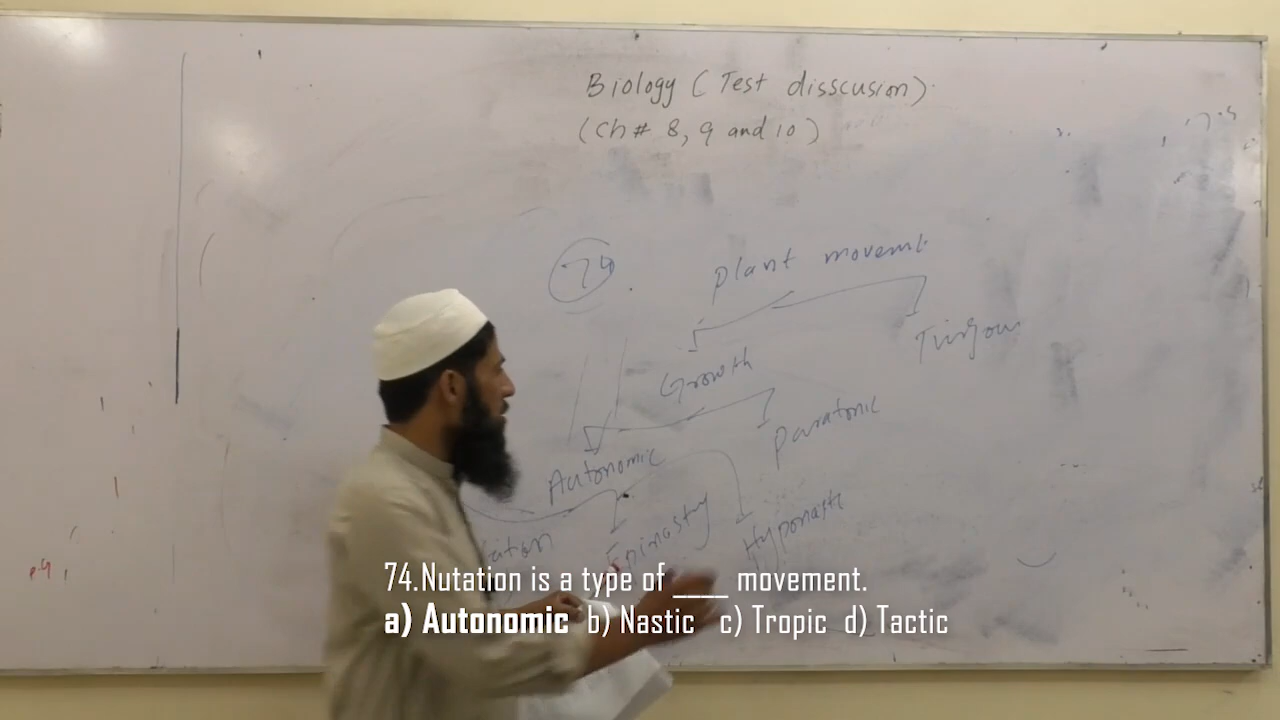 Biology (Test disscusion).
(Ch# 8, 9 and 10)
74
plant movemt
Turgour
Growth
Paratonic
Autonomic
Epinasty
Hyponastc
74.Nutation is a type of ____ movement.
a) Autonomic b) Nastic c) Tropic d) Tactic